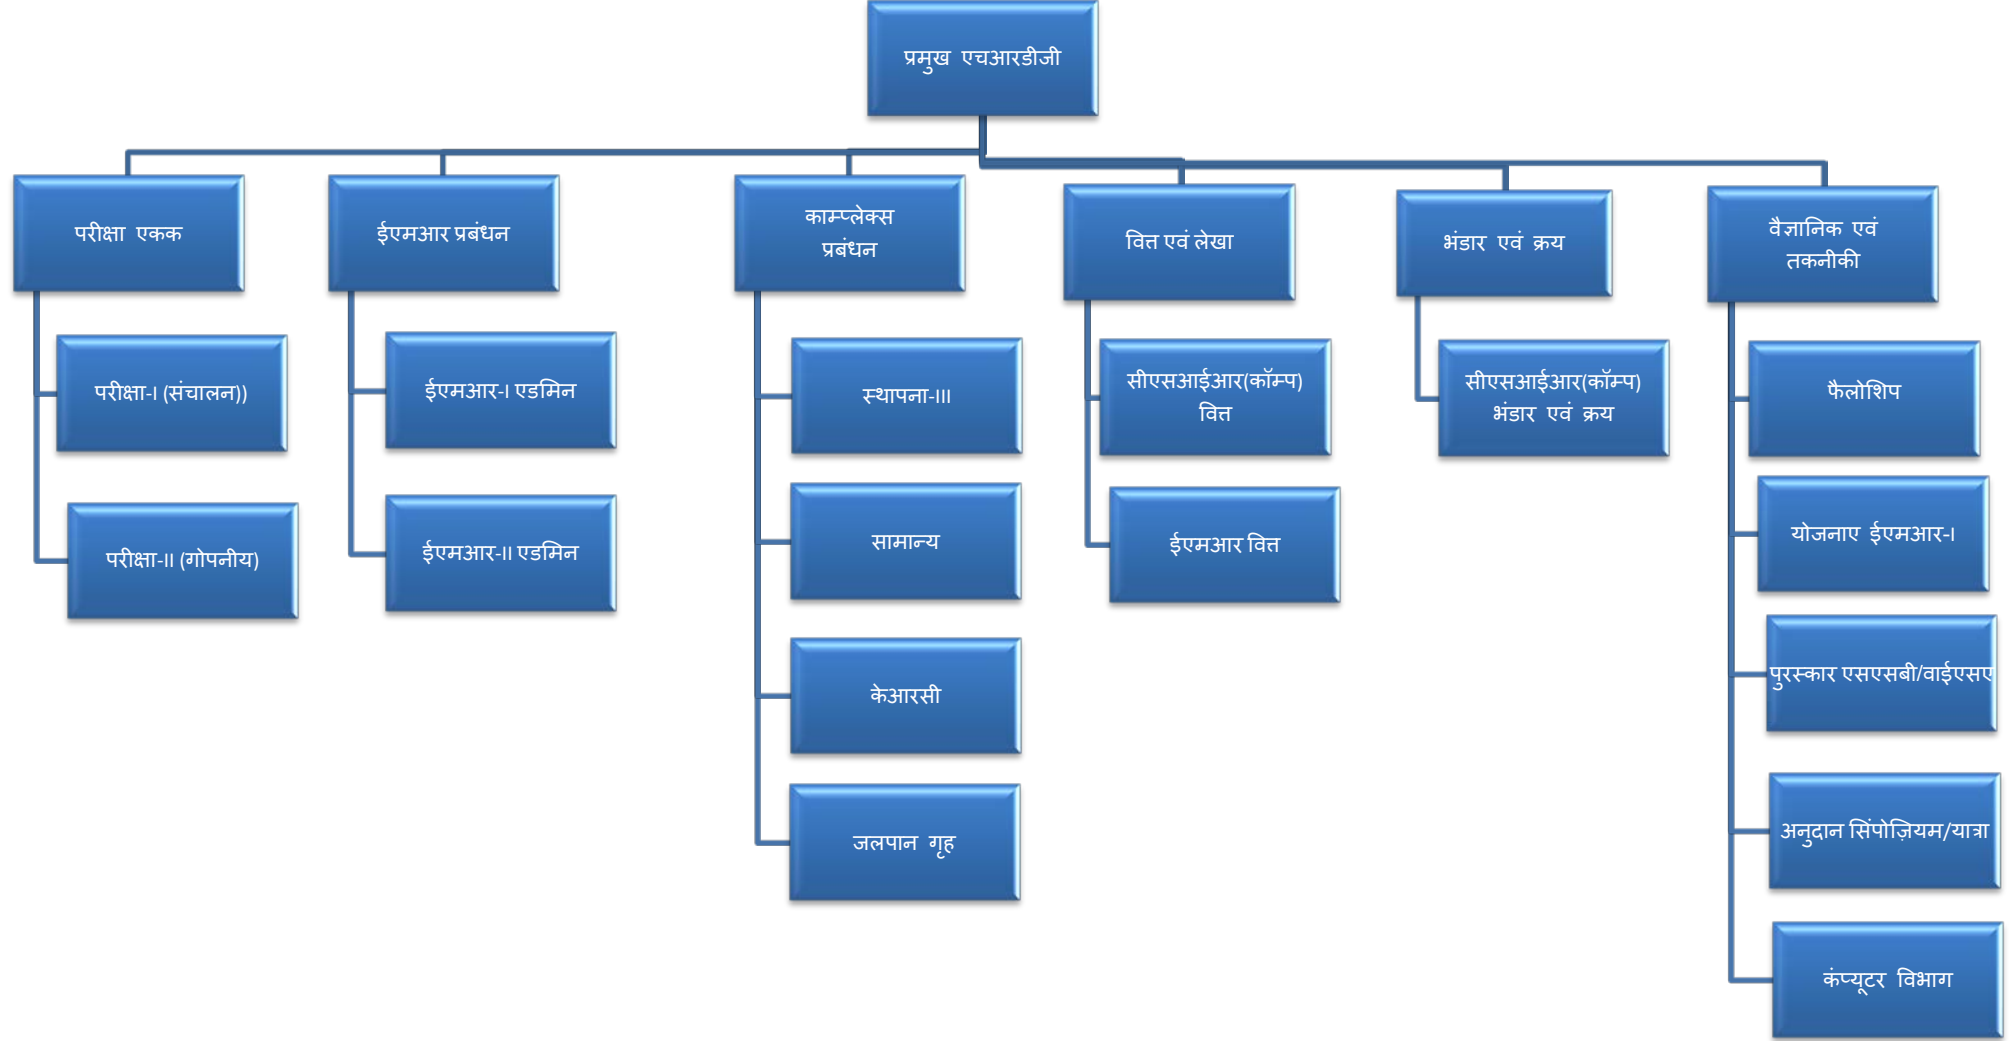 प्रमुख एचआरडीजी
परीक्षा एकक
ईएमआर प्रबंधन
काम्प्लेक्स
प्रबंधन
वित्त एवं लेखा
भंडार एवं क्रय
वैज्ञानिक एवं
तकनीकी
परीक्षा-I (संचालन))
परीक्षा-II (गोपनीय)
ईएमआर-I एडमिन
ईएमआर-II एडमिन
स्थापना-III
सामान्य
केआरसी
जलपान गृह
सीएसआईआर(कॉम्प)
वित्त
ईएमआर वित्त
सीएसआईआर(कॉम्प)
भंडार एवं क्रय
फैलोशिप
योजनाए ईएमआर-I
पुरस्कार एसएसबी/वाईएसए
अनुदान सिंपोज़ियम/यात्रा
कंप्यूटर विभाग